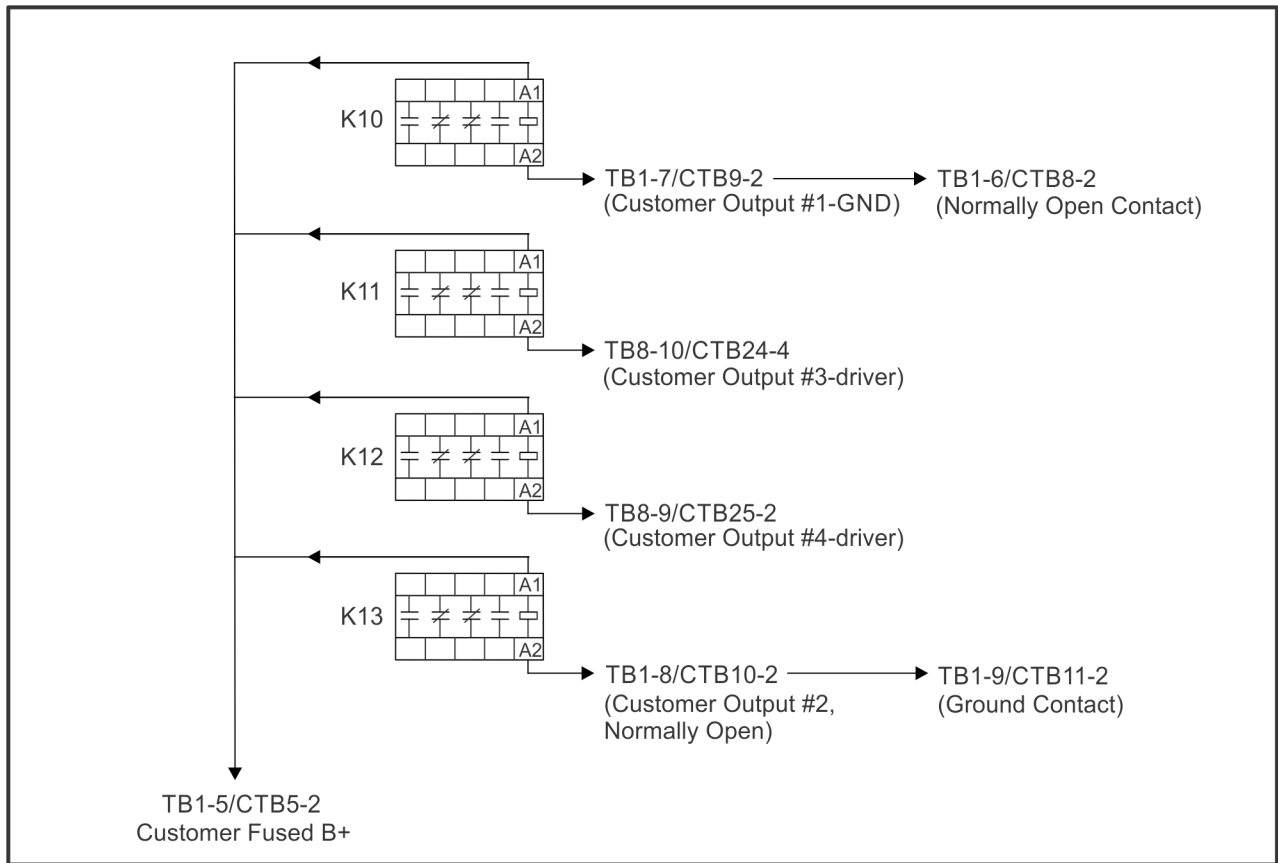 A1
K10
A2
TB1-7/CTB9-2
(Customer Output #1-GND)
TB1-6/CTB8-2
(Normally Open Contact)
A1
K11
A2
TB8-10/CTB24-4
(Customer Output #3-driver)
A1
K12
A2
TB8-9/CTB25-2
(Customer Output #4-driver)
A1
K13
A2
TB1-8/CTB10-2
(Customer Output #2,
Normally Open)
TB1-9/CTB11-2
(Ground Contact)
TB1-5/CTB5-2
Customer Fused B+